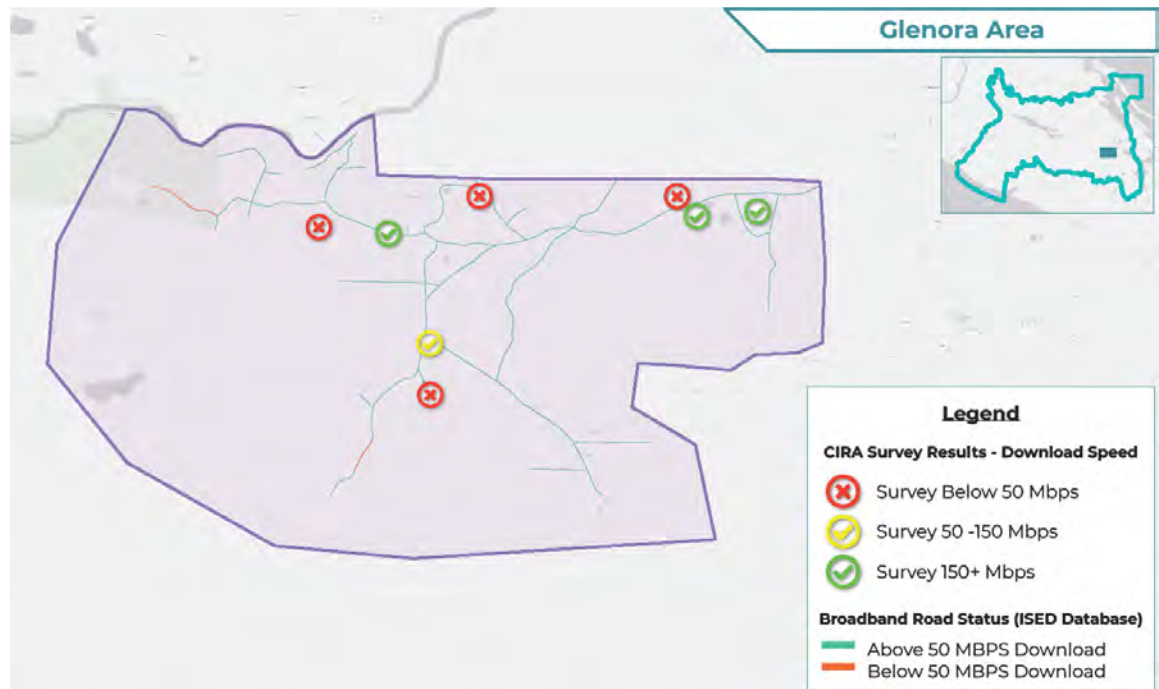 Glenora Area
Legend
CIRA Survey Results - Download Speed
Survey Below 50 Mbps
Survey 50 -150 Mbps
Survey 150+ Mbps
Broadband Road Status (ISED Database)
Above 50 MBPS Download
Below 50 MBPS Download